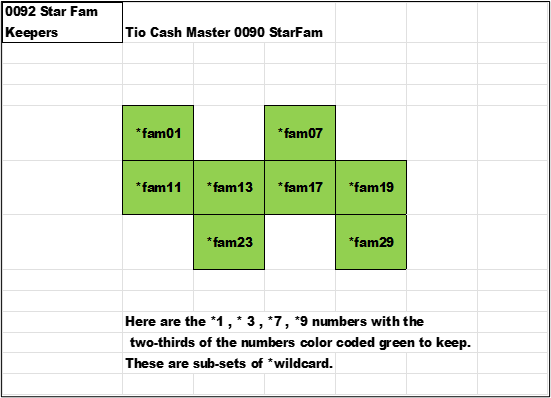 0092 Star Fam
Keepers
Tio Cash Master 0090 StarFam
*fam01 *fam07
*fam11 *fam13 *fam17 *fam19
*fam23 *fam29
Here are the *1 , * 3 , *7 , *9 numbers with the
two-thirds of the numbers color coded green to keep.
These are sub-sets of *wildcard.